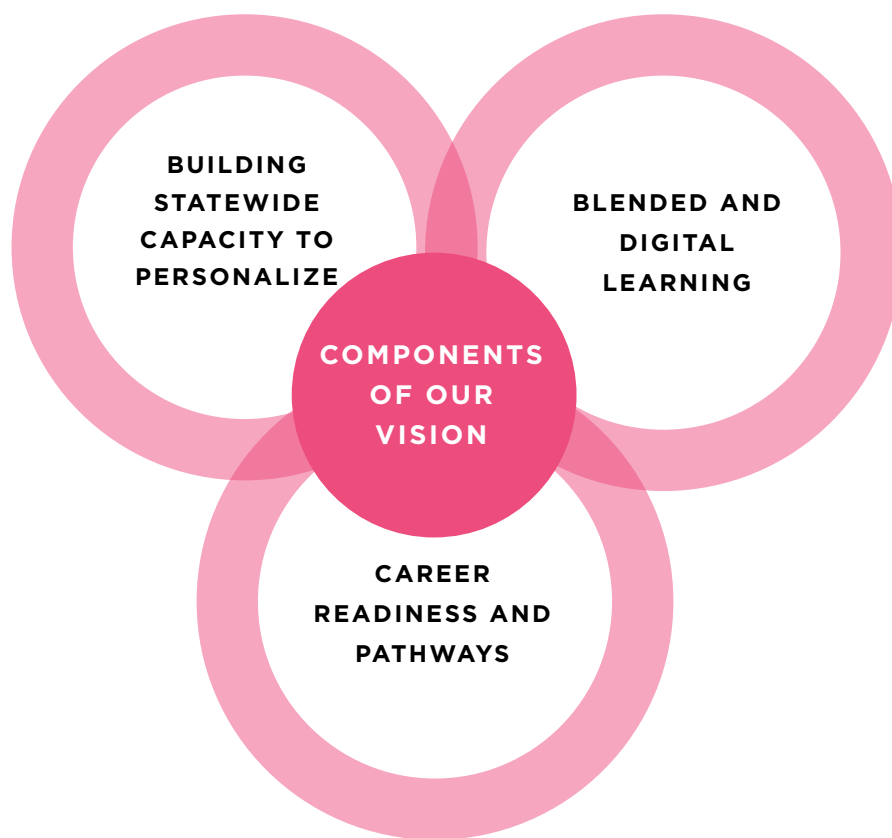 BUILDING
STATEWIDE
CAPACITY TO
PERSONALIZE
BLENDED AND
DIGITAL
LEARNING
COMPONENTS
OF OUR
VISION
CAREER
READINESS AND
PATHWAYS